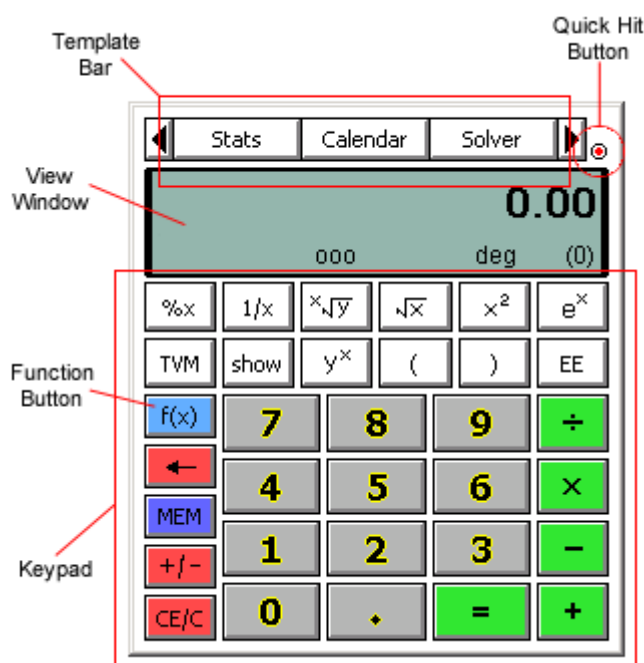 Quick Hit
Button
Template
Bar
Stats Calendar Solver
View
Window
0.00
ooo deg (0)
%x 1/x ˣ√y √x x² eˣ
TVM show yˣ ( ) EE
Function
Button
f(x) 7 8 9 ÷
←
4 5 6 ×
MEM
1 2 3 −
+/-
Keypad
CE/C 0 . = +